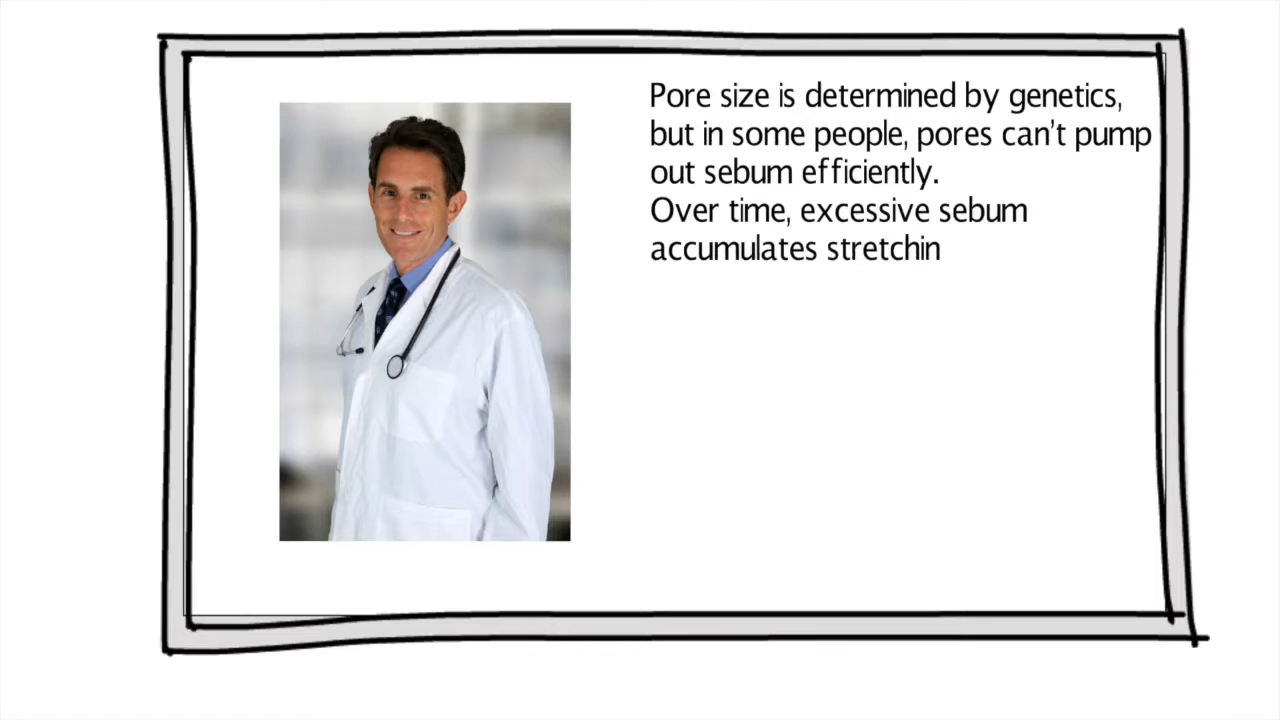 Pore size is determined by genetics,
but in some people, pores can't pump
out sebum efficiently.
Over time, excessive sebum
accumulates stretchin